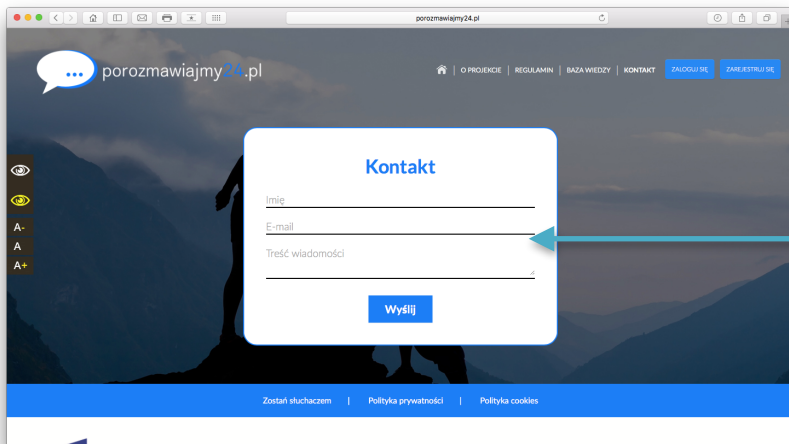 porozmawiajmy24.pl
... porozmawiajmy24.pl
O PROJEKCIE | REGULAMIN | BAZA WIEDZY | KONTAKT ZALOGUJ SIĘ ZAREJESTRUJ SIĘ
Kontakt
Imię
E-mail
Treść wiadomości
Wyślij
A-
A
A+
Zostań słuchaczem | Polityka prywatności | Polityka cookies